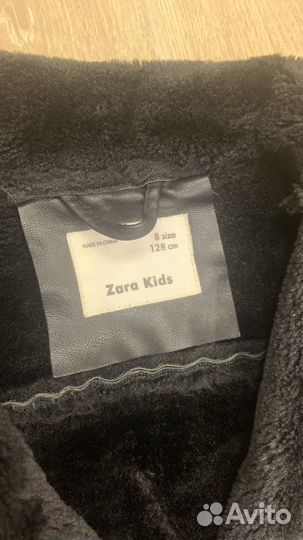 MADE IN CHINA
8 size
128 cm
Zara Kids
Avito